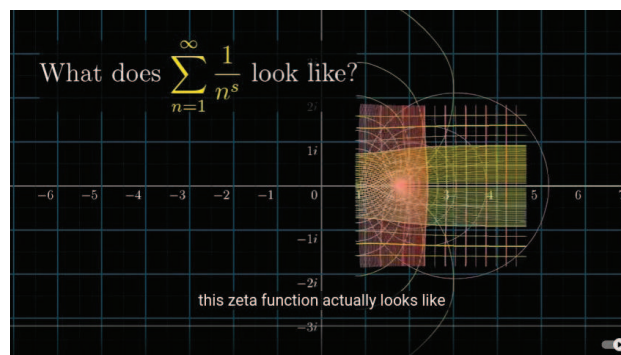 What does $\sum_{n=1}^{\infty} \frac{1}{n^s}$ look like?
2i
1i
−6 −5 −4 −3 −2 −1 0 1 3 4 5 6 7
−1i
−2i
this zeta function actually looks like
−3i